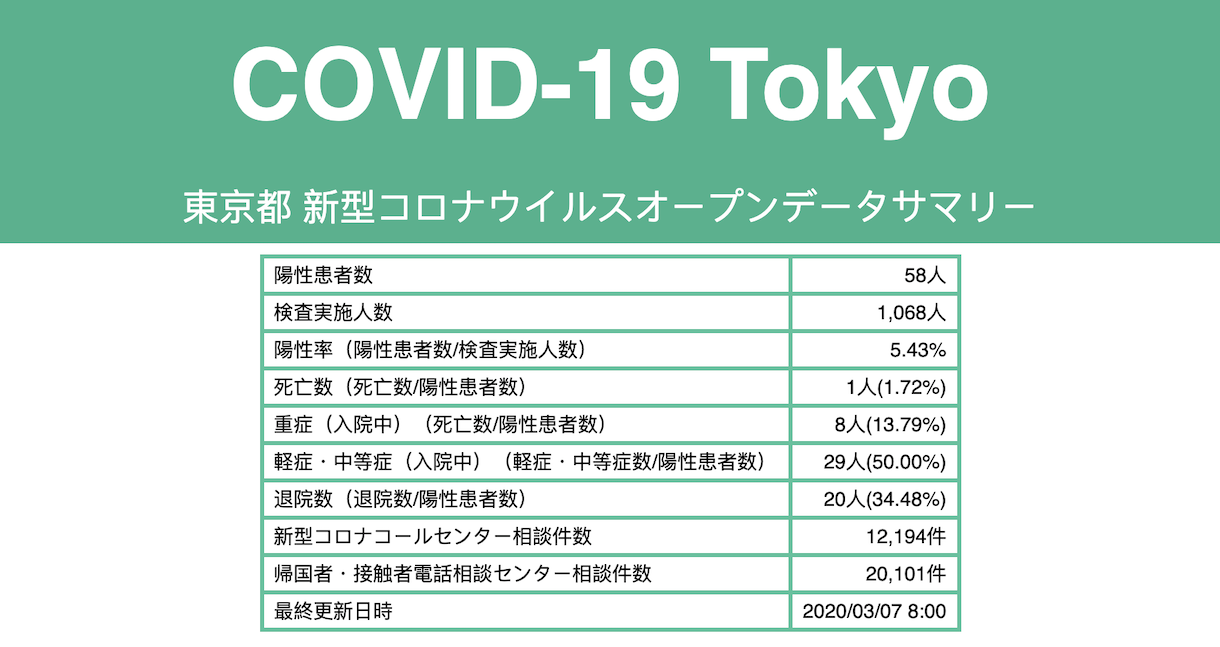 COVID-19 Tokyo
東京都 新型コロナウイルスオープンデータサマリー
陽性患者数 58人
検査実施人数 1,068人
陽性率（陽性患者数/検査実施人数） 5.43%
死亡数（死亡数/陽性患者数） 1人(1.72%)
重症（入院中）（死亡数/陽性患者数） 8人(13.79%)
軽症・中等症（入院中）（軽症・中等症数/陽性患者数） 29人(50.00%)
退院数（退院数/陽性患者数） 20人(34.48%)
新型コロナコールセンター相談件数 12,194件
帰国者・接触者電話相談センター相談件数 20,101件
最終更新日時 2020/03/07 8:00